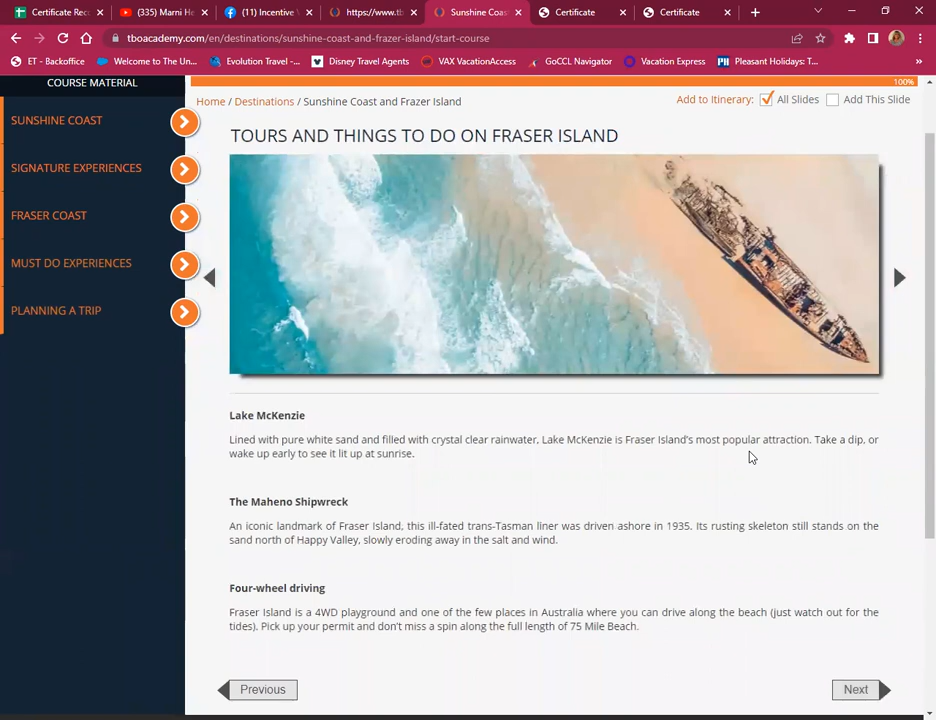 Certificate Reco
(335) Marni He
(11) Incentive
https://www.tb
Sunshine Coas
Certificate
Certificate
tboacademy.com/en/destinations/sunshine-coast-and-frazer-island/start-course
ET - Backoffice
Welcome to The Un...
Evolution Travel -...
Disney Travel Agents
VAX VacationAccess
GoCCL Navigator
Vacation Express
Pleasant Holidays: T...
COURSE MATERIAL
100%
SUNSHINE COAST
SIGNATURE EXPERIENCES
FRASER COAST
MUST DO EXPERIENCES
PLANNING A TRIP
Home / Destinations / Sunshine Coast and Frazer Island
Add to Itinerary: All Slides Add This Slide
TOURS AND THINGS TO DO ON FRASER ISLAND
Lake McKenzie
Lined with pure white sand and filled with crystal clear rainwater, Lake McKenzie is Fraser Island's most popular attraction. Take a dip, or
wake up early to see it lit up at sunrise.
The Maheno Shipwreck
An iconic landmark of Fraser Island, this ill-fated trans-Tasman liner was driven ashore in 1935. Its rusting skeleton still stands on the
sand north of Happy Valley, slowly eroding away in the salt and wind.
Four-wheel driving
Fraser Island is a 4WD playground and one of the few places in Australia where you can drive along the beach (just watch out for the
tides). Pick up your permit and don't miss a spin along the full length of 75 Mile Beach.
Previous
Next